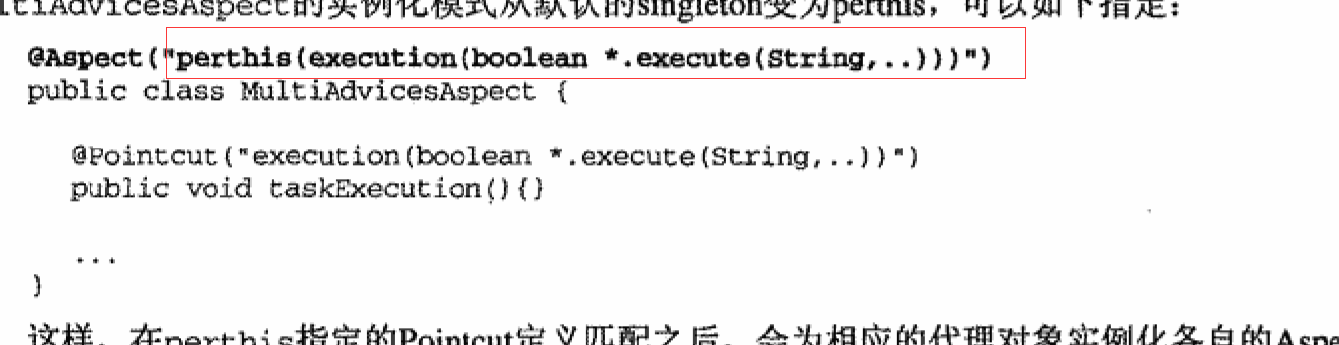 ltiAdvicesAspect的实例化模式从默认的singleton变为perthis，可以如下指定：
@Aspect("perthis(execution(boolean *.execute(String,..)))")
public class MultiAdvicesAspect {
@Pointcut("execution(boolean *.execute(String,..))")
public void taskExecution(){}
...
}
这样，在perthis指定的Pointcut定义匹配之后，会为相应的代理对象实例化各自的Aspe